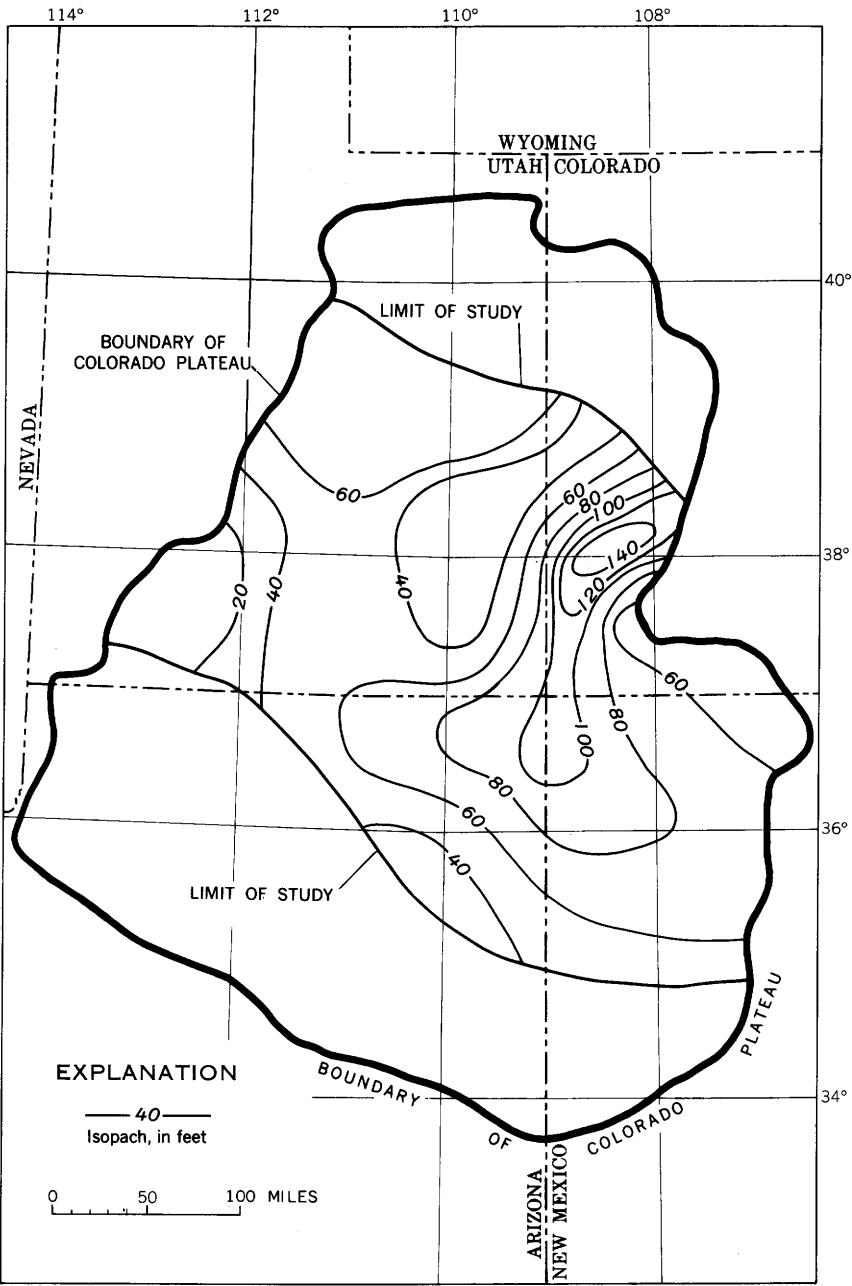 114° 112° 110° 108°
WYOMING
UTAH COLORADO
40°
LIMIT OF STUDY
BOUNDARY OF
COLORADO PLATEAU
NEVADA
60
60
80
100
140
120
38°
20
40
40
60
80
100
80
60
36°
40
LIMIT OF STUDY
EXPLANATION
40
Isopach, in feet
0 50 100 MILES
BOUNDARY OF COLORADO PLATEAU
34°
ARIZONA
NEW MEXICO